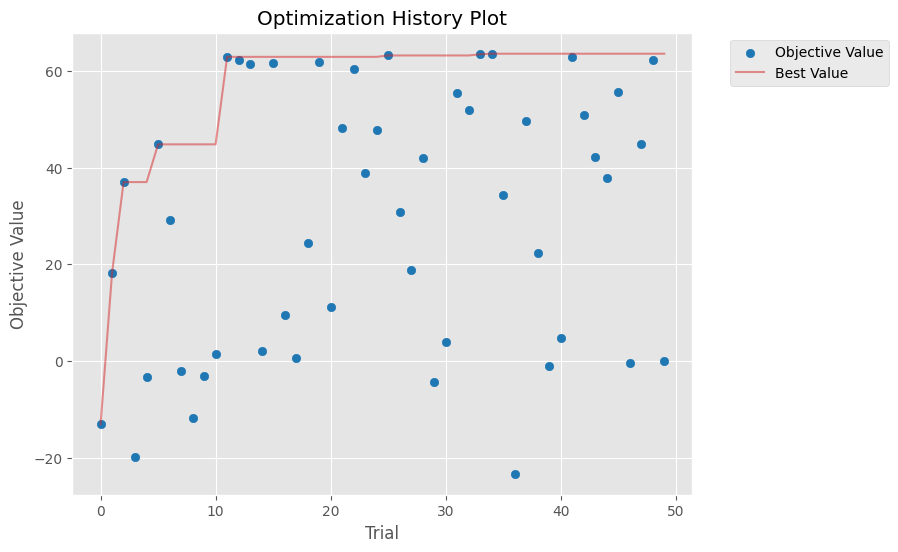 Optimization History Plot
Objective Value
Best Value
Objective Value
60
40
20
0
−20
0 10 20 30 40 50
Trial